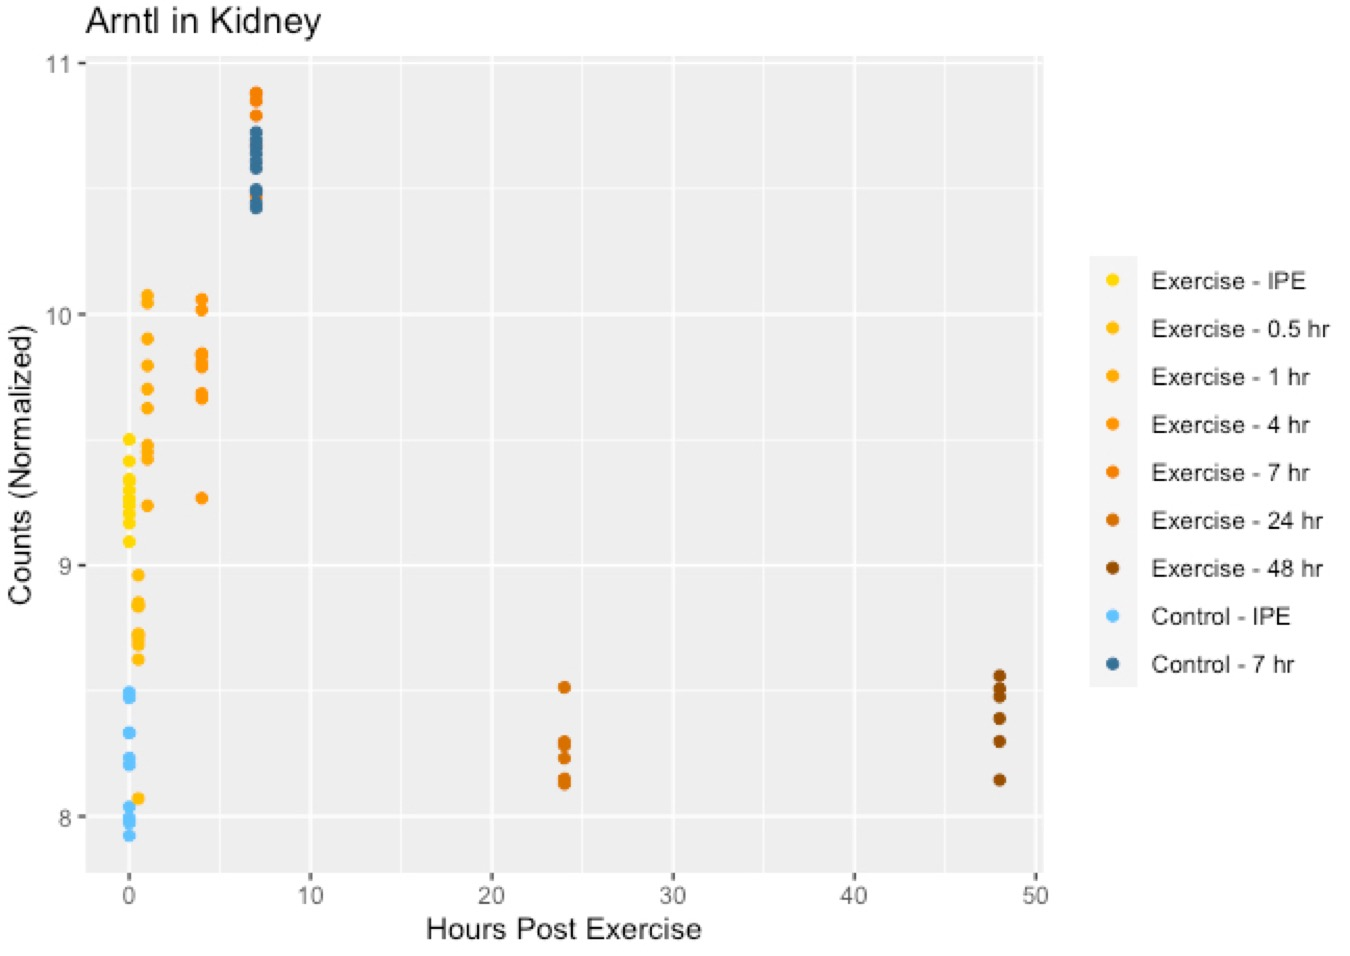 Arntl in Kidney
11
10
9
8
Counts (Normalized)
0 10 20 30 40 50
Hours Post Exercise
Exercise - IPE
Exercise - 0.5 hr
Exercise - 1 hr
Exercise - 4 hr
Exercise - 7 hr
Exercise - 24 hr
Exercise - 48 hr
Control - IPE
Control - 7 hr